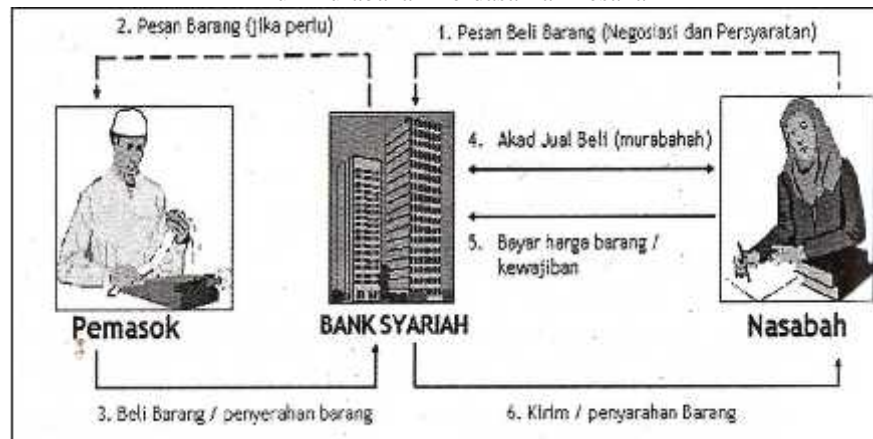 2. Pesan Barang (jika perlu)
1. Pesan Beli Barang (Negosiasi dan Persyaratan)
4. Akad Jual Beli (murabahah)
5. Bayar harga barang /
kewajiban
Pemasok
BANK SYARIAH
Nasabah
3. Beli Barang / penyerahan barang
6. Kirim / penyarahan Barang